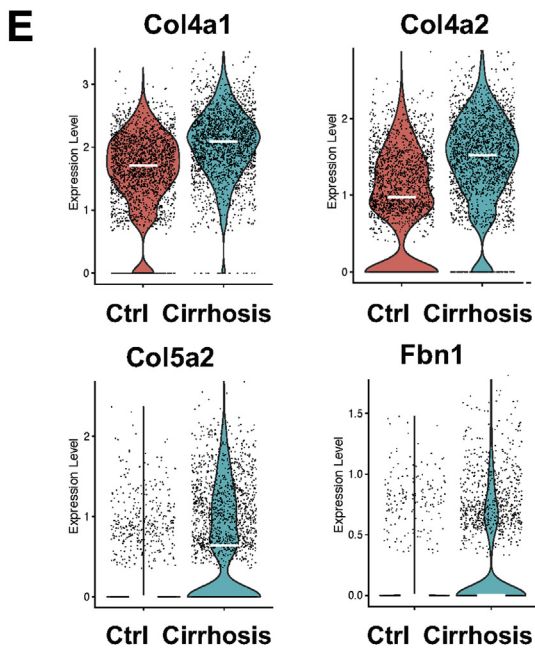 E
Col4a1
Col4a2
Expression Level
3
2
1
0
Expression Level
2
1
0
Ctrl Cirrhosis
Ctrl Cirrhosis
Col5a2
Fbn1
Expression Level
2
1
0
Expression Level
1.5
1.0
0.5
0.0
Ctrl Cirrhosis
Ctrl Cirrhosis